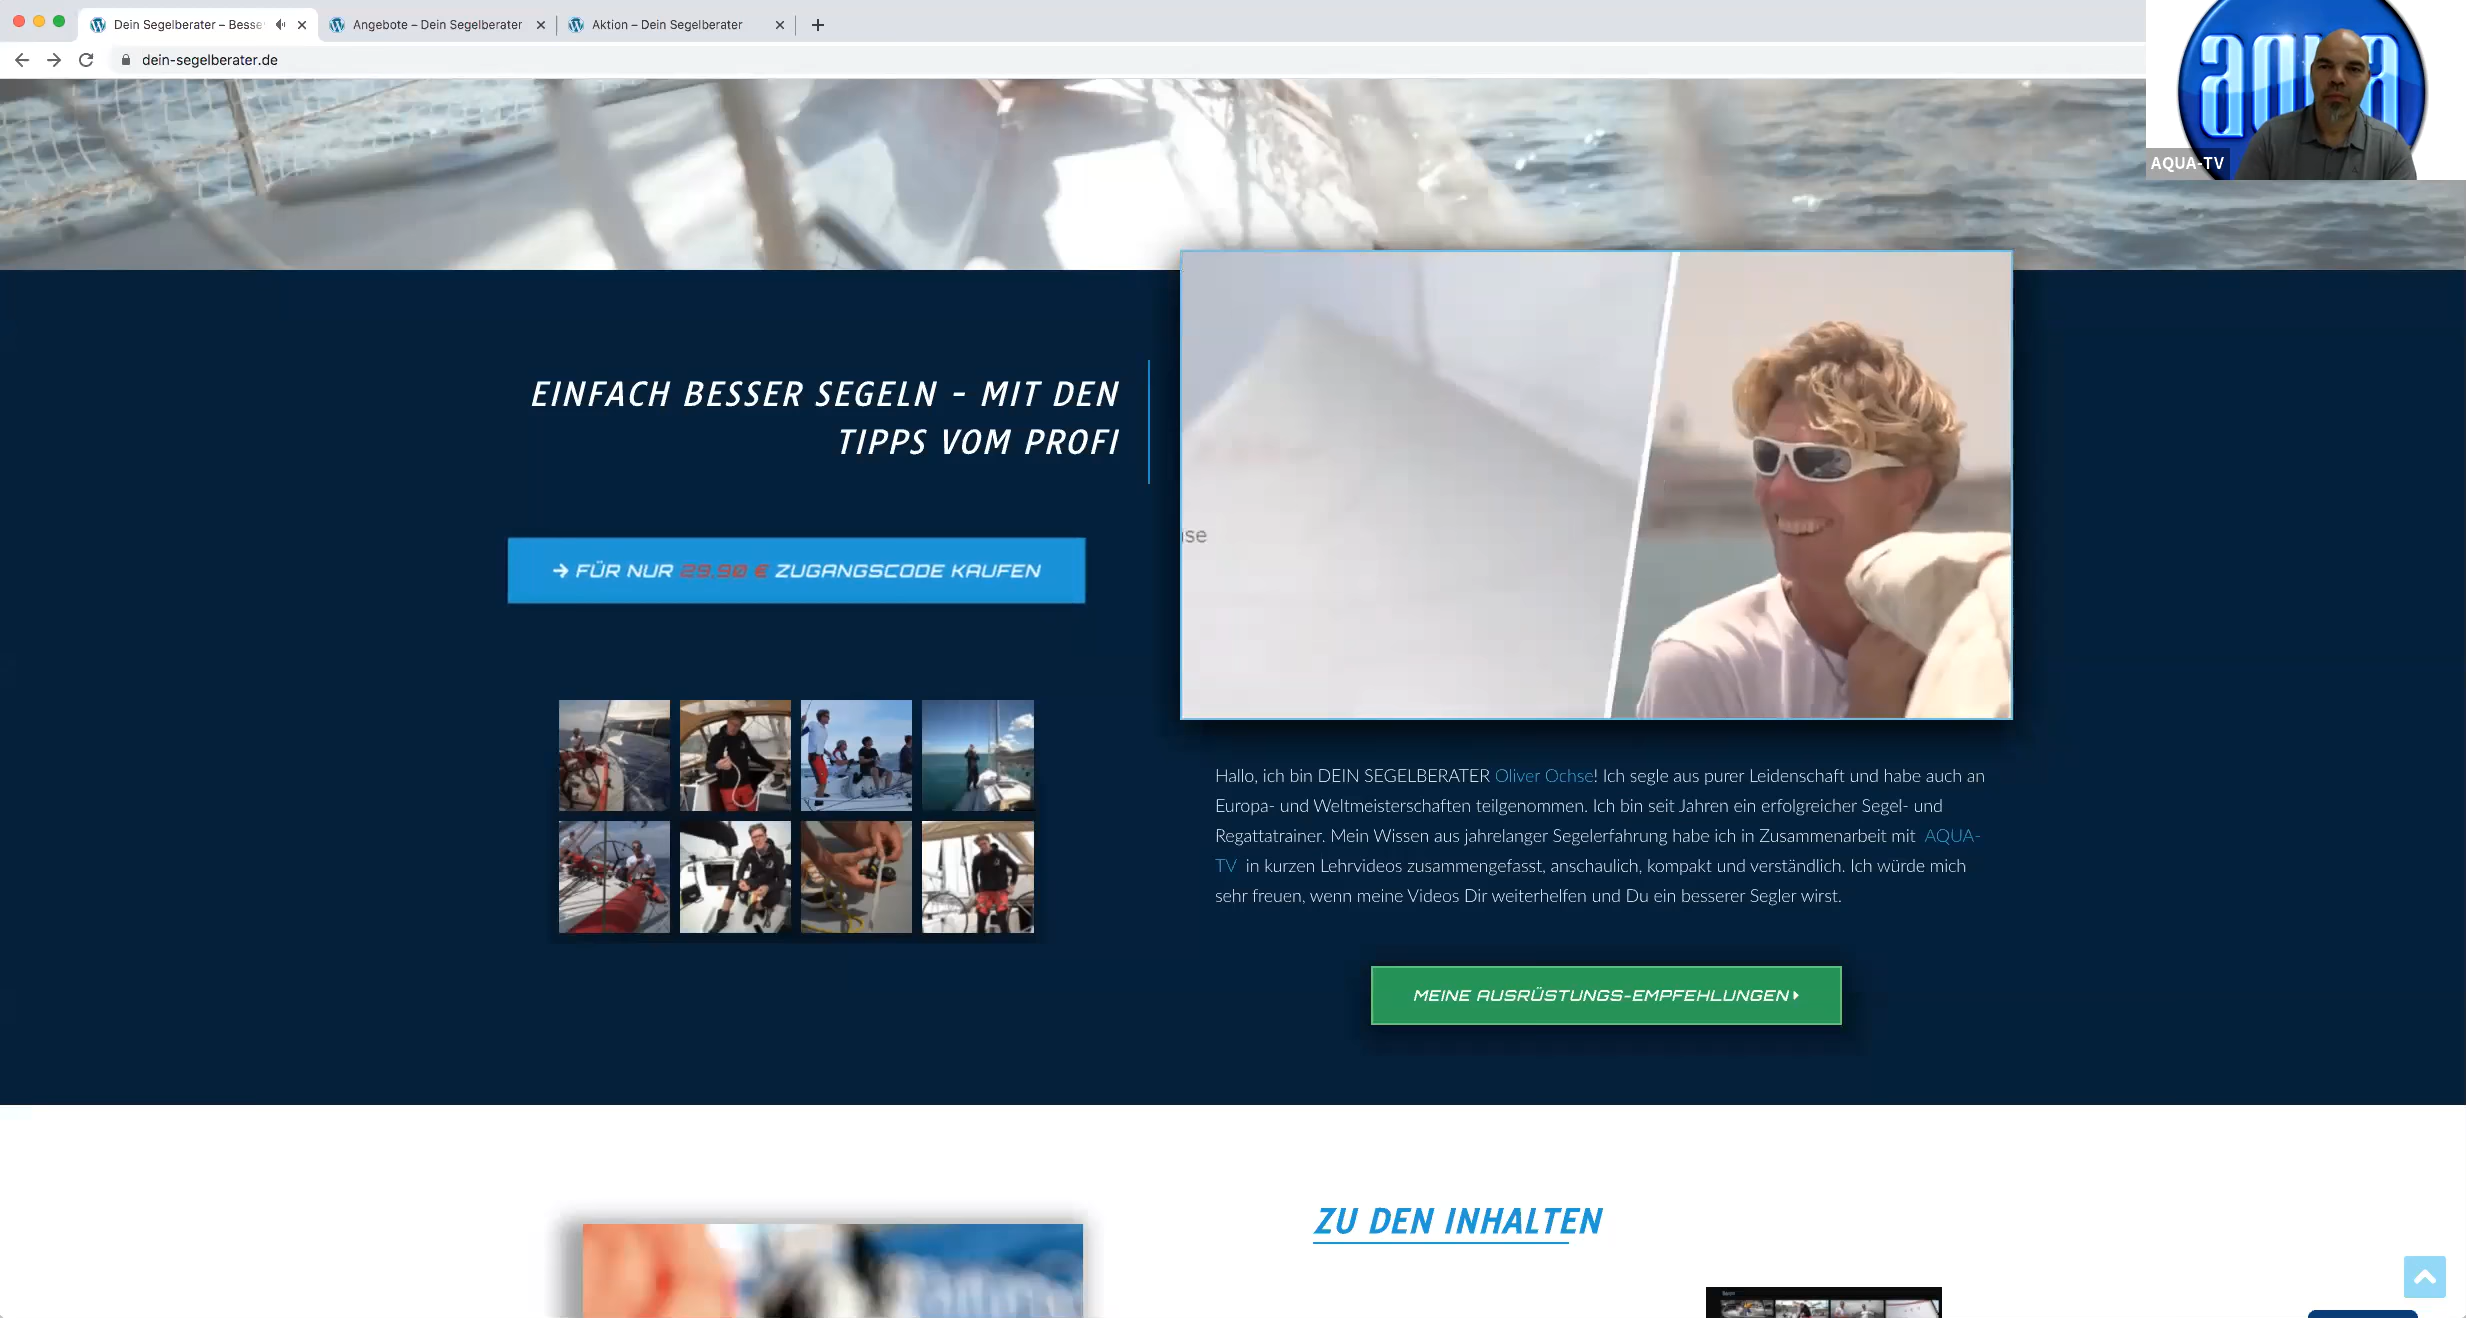 Dein Segelberater – Besse
Angebote – Dein Segelberater
Aktion – Dein Segelberater
dein-segelberater.de
aqua
AQUA-TV
EINFACH BESSER SEGELN - MIT DEN
TIPPS VOM PROFI
se
FÜR NUR 29,90 € ZUGANGSCODE KAUFEN
Hallo, ich bin DEIN SEGELBERATER Oliver Ochse! Ich segle aus purer Leidenschaft und habe auch an
Europa- und Weltmeisterschaften teilgenommen. Ich bin seit Jahren ein erfolgreicher Segel- und
Regattatrainer. Mein Wissen aus jahrelanger Segelerfahrung habe ich in Zusammenarbeit mit AQUA-
TV in kurzen Lehrvideos zusammengefasst, anschaulich, kompakt und verständlich. Ich würde mich
sehr freuen, wenn meine Videos Dir weiterhelfen und Du ein besserer Segler wirst.
MEINE AUSRÜSTUNGS-EMPFEHLUNGEN
ZU DEN INHALTEN